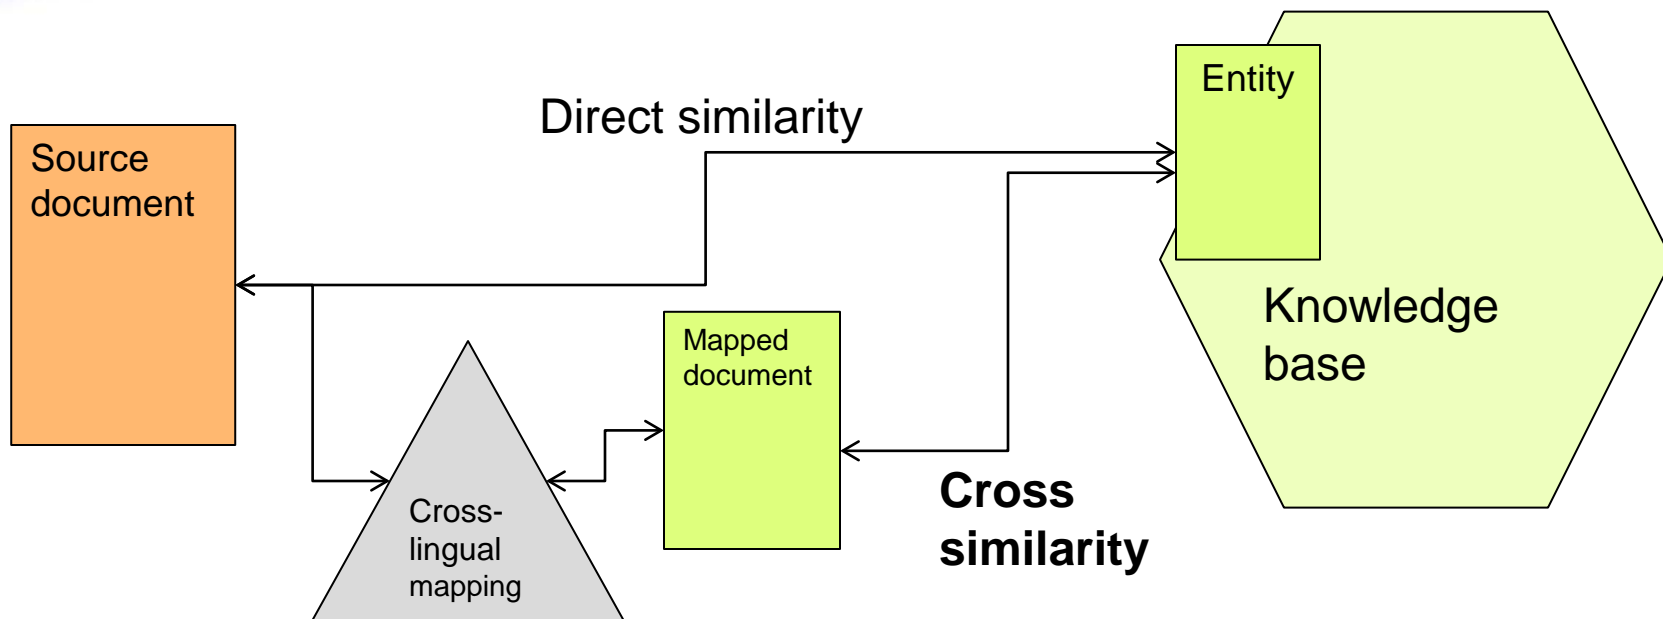 Source
document
Direct similarity
Entity
Mapped
document
Knowledge
base
Cross-
lingual
mapping
Cross
similarity